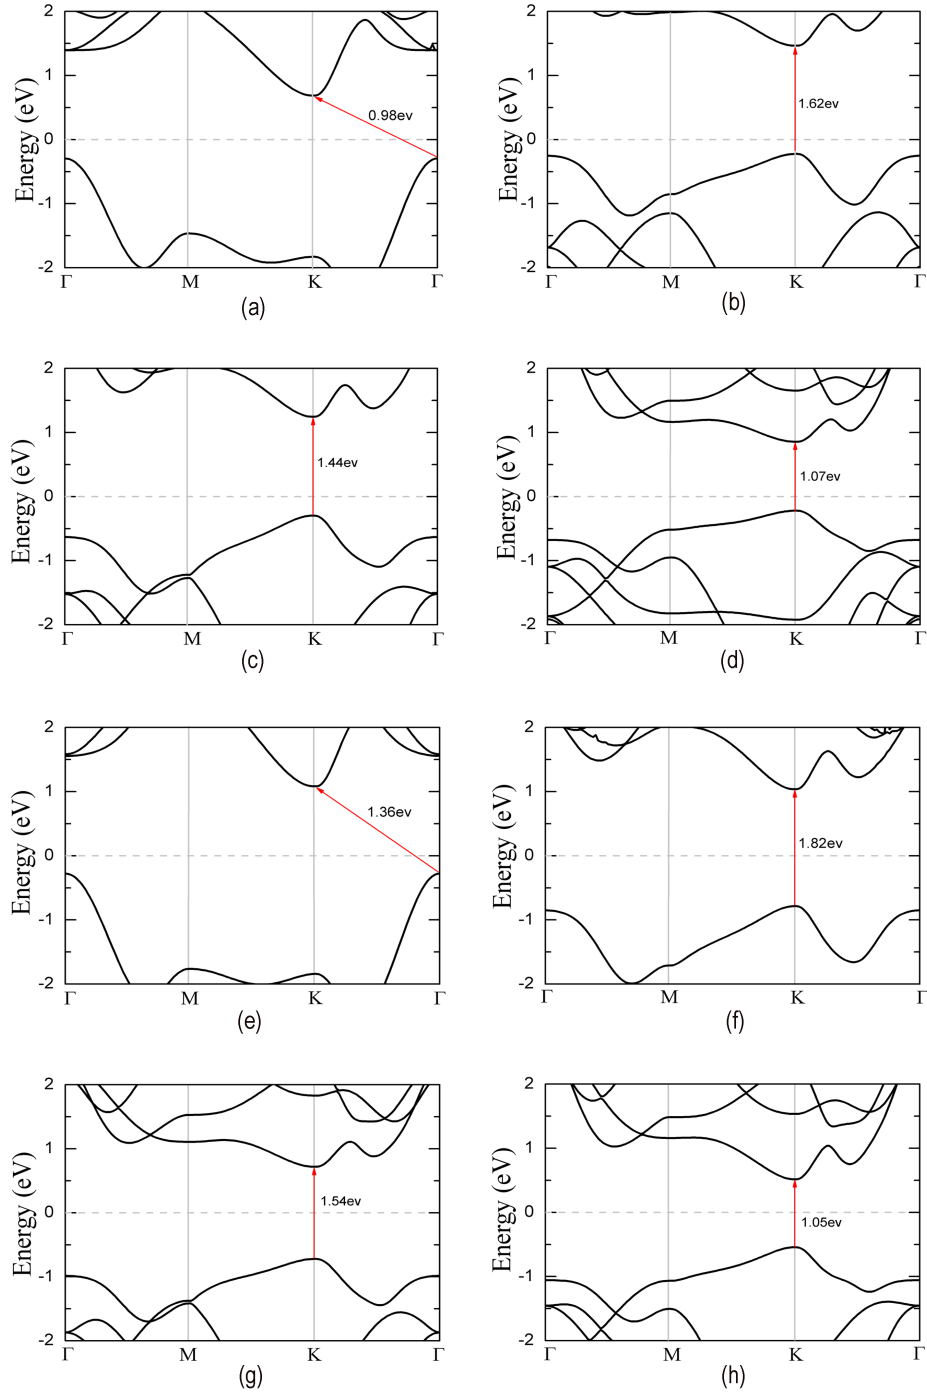 2 2
1 1
0.98ev 1.62ev
0 0
Energy (eV) Energy (eV)
-1 -1
-2 -2
Γ M K Γ Γ M K Γ
(a) (b)
2 2
1 1
1.44ev 1.07ev
0 0
Energy (eV) Energy (eV)
-1 -1
-2 -2
Γ M K Γ Γ M K Γ
(c) (d)
2 2
1 1
1.36ev 1.82ev
0 0
Energy (eV) Energy (eV)
-1 -1
-2 -2
Γ M K Γ Γ M K Γ
(e) (f)
2 2
1 1
1.54ev 1.05ev
0 0
Energy (eV) Energy (eV)
-1 -1
-2 -2
Γ M K Γ Γ M K Γ
(g) (h)